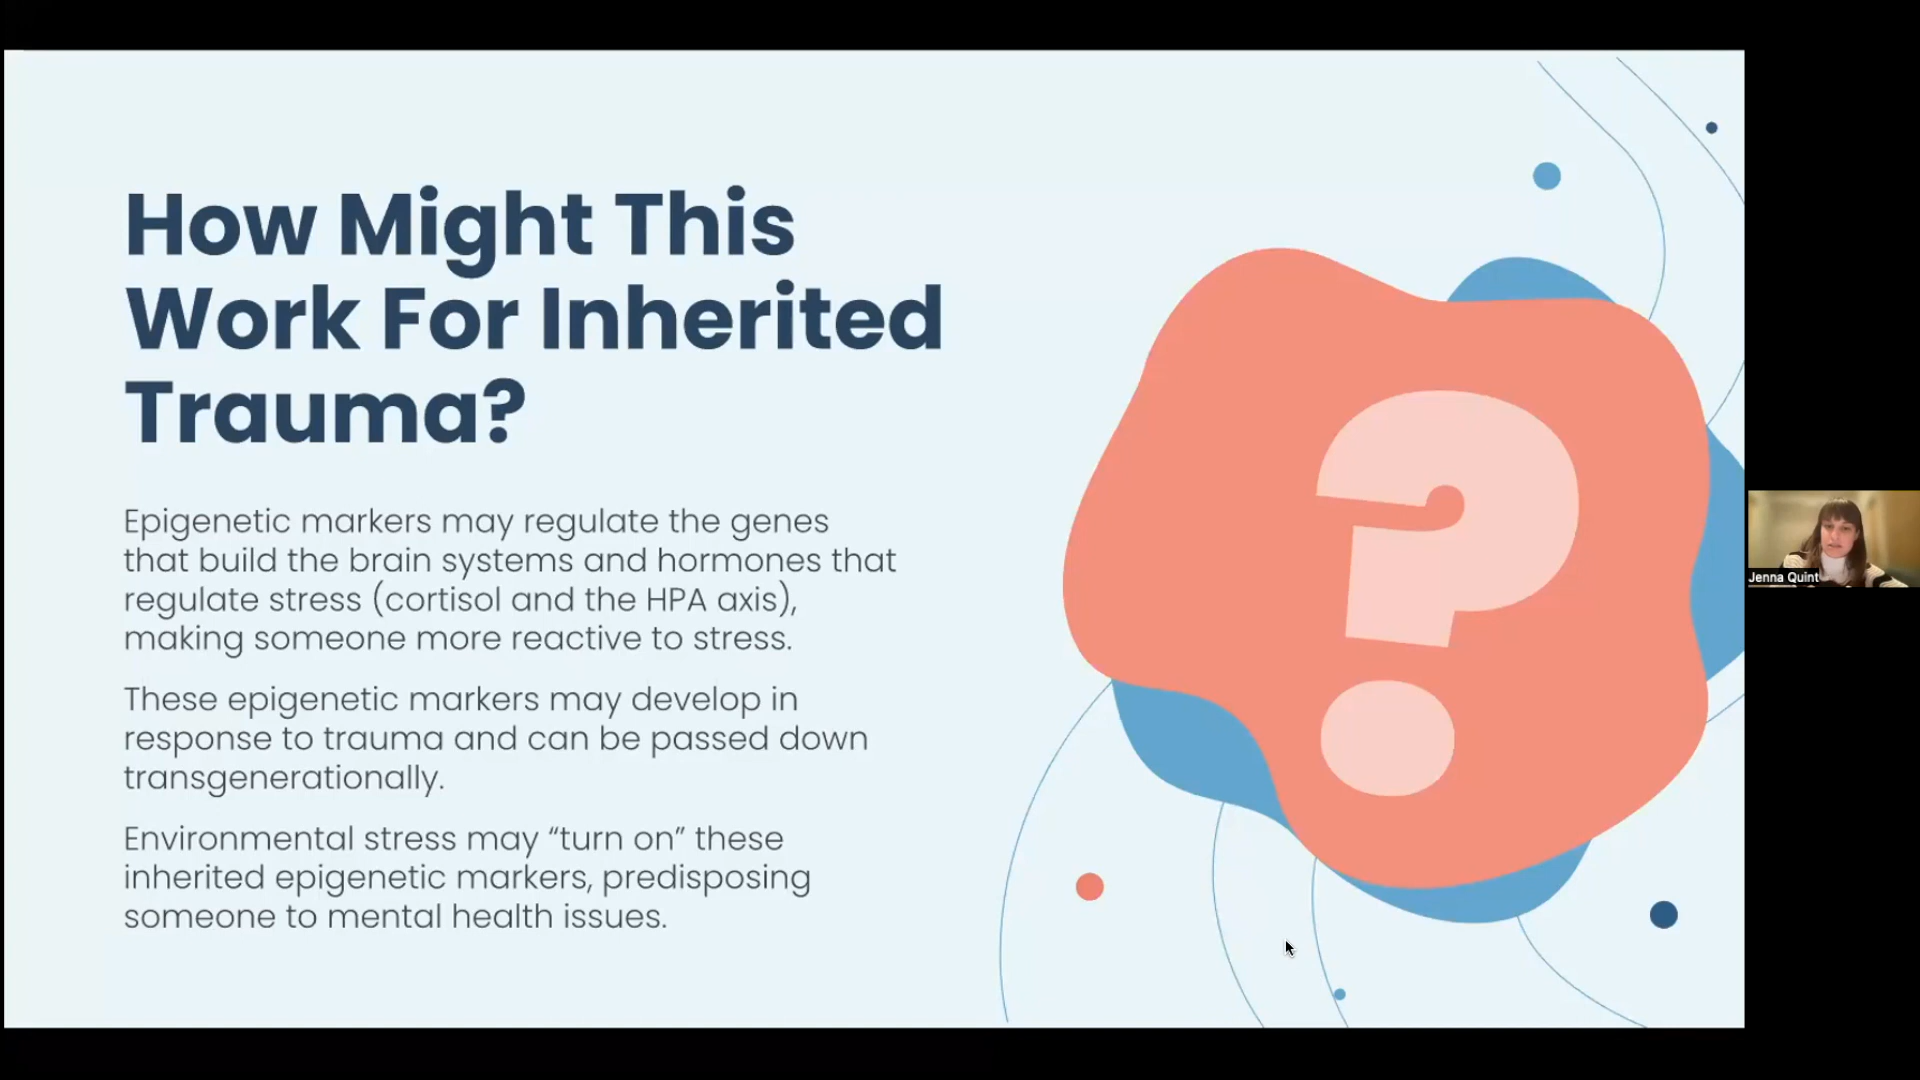 How Might This
Work For Inherited
Trauma?
Epigenetic markers may regulate the genes
that build the brain systems and hormones that
regulate stress (cortisol and the HPA axis),
making someone more reactive to stress.
These epigenetic markers may develop in
response to trauma and can be passed down
transgenerationally.
Environmental stress may “turn on” these
inherited epigenetic markers, predisposing
someone to mental health issues.
?
Jenna Quint